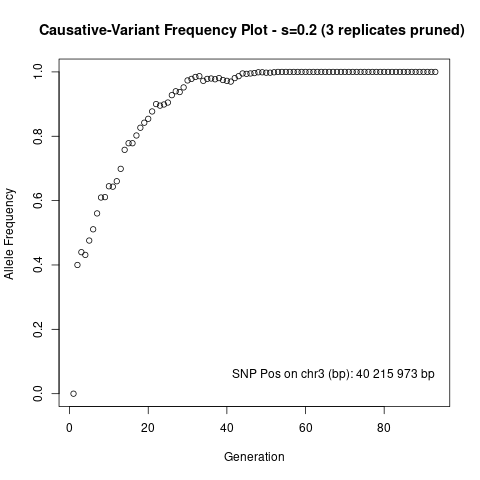 Causative-Variant Frequency Plot - s=0.2 (3 replicates pruned)
Allele Frequency
1.0
0.8
0.6
0.4
0.2
0.0
SNP Pos on chr3 (bp): 40 215 973 bp
0 20 40 60 80
Generation